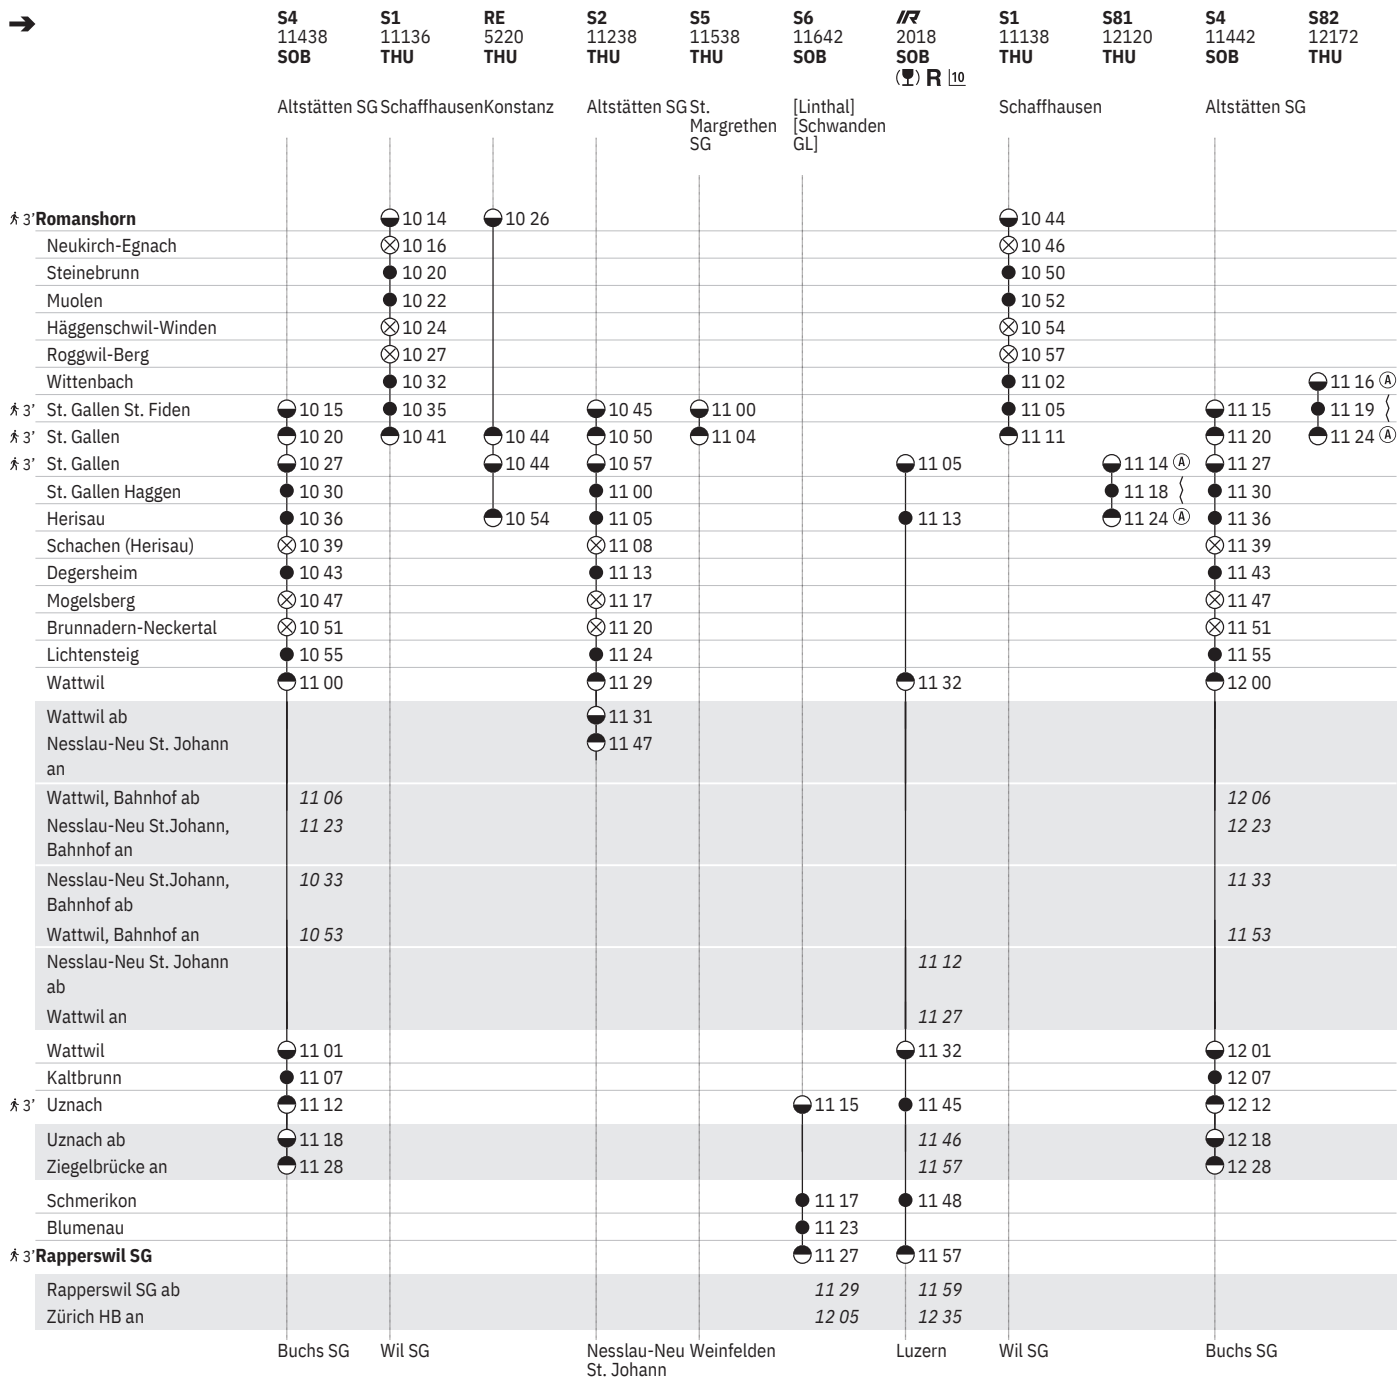 S4 S1 RE S2 S5 S6 IR S1 S81 S4 S82
11438 11136 5220 11238 11538 11642 2018 11138 12120 11442 12172
SOB THU THU THU THU SOB SOB THU THU SOB THU
R 10
Altstätten SG Schaffhausen Konstanz Altstätten SG St. [Linthal] Schaffhausen Altstätten SG
Margrethen [Schwanden
SG GL]
3' Romanshorn 10 14 10 26 10 44
Neukirch-Egnach 10 16 10 46
Steinebrunn 10 20 10 50
Muolen 10 22 10 52
Häggenschwil-Winden 10 24 10 54
Roggwil-Berg 10 27 10 57
Wittenbach 10 32 11 02 11 16 A
3' St. Gallen St. Fiden 10 15 10 35 10 45 11 00 11 05 11 15 11 19
3' St. Gallen 10 20 10 41 10 44 10 50 11 04 11 11 11 20 11 24 A
3' St. Gallen 10 27 10 44 10 57 11 05 11 14 A 11 27
St. Gallen Haggen 10 30 11 00 11 18 11 30
Herisau 10 36 10 54 11 05 11 13 11 24 A 11 36
Schachen (Herisau) 10 39 11 08 11 39
Degersheim 10 43 11 13 11 43
Mogelsberg 10 47 11 17 11 47
Brunnadern-Neckertal 10 51 11 20 11 51
Lichtensteig 10 55 11 24 11 55
Wattwil 11 00 11 29 11 32 12 00
Wattwil ab 11 31
Nesslau-Neu St. Johann 11 47
an
Wattwil, Bahnhof ab 11 06 12 06
Nesslau-Neu St.Johann, 11 23 12 23
Bahnhof an
Nesslau-Neu St.Johann, 10 33 11 33
Bahnhof ab
Wattwil, Bahnhof an 10 53 11 53
Nesslau-Neu St. Johann 11 12
ab
Wattwil an 11 27
Wattwil 11 01 11 32 12 01
Kaltbrunn 11 07 12 07
3' Uznach 11 12 11 15 11 45 12 12
Uznach ab 11 18 11 46 12 18
Ziegelbrücke an 11 28 11 57 12 28
Schmerikon 11 17 11 48
Blumenau 11 23
3' Rapperswil SG 11 27 11 57
Rapperswil SG ab 11 29 11 59
Zürich HB an 12 05 12 35
Buchs SG Wil SG Nesslau-Neu Weinfelden Luzern Wil SG Buchs SG
St. Johann